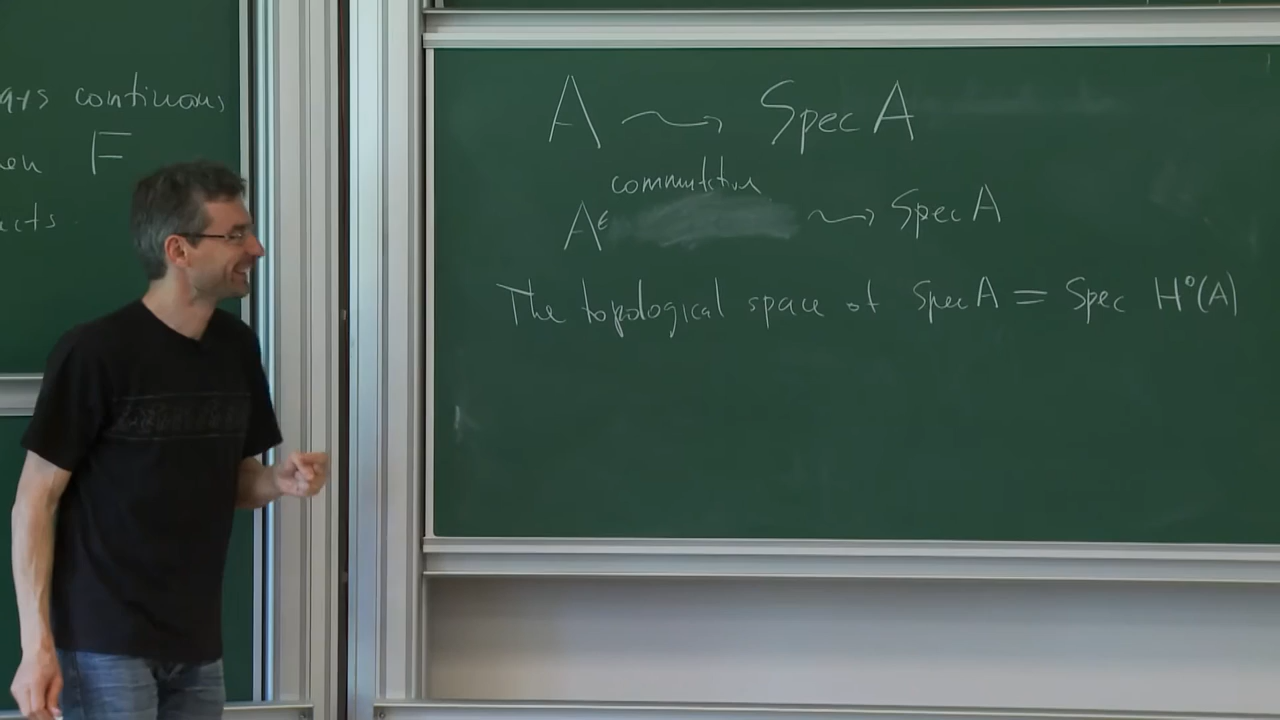 continuous
F
A ⇝ Spec A
commutative
A ∈ ⇝ Spec A
The topological space of Spec A = Spec H⁰(A)